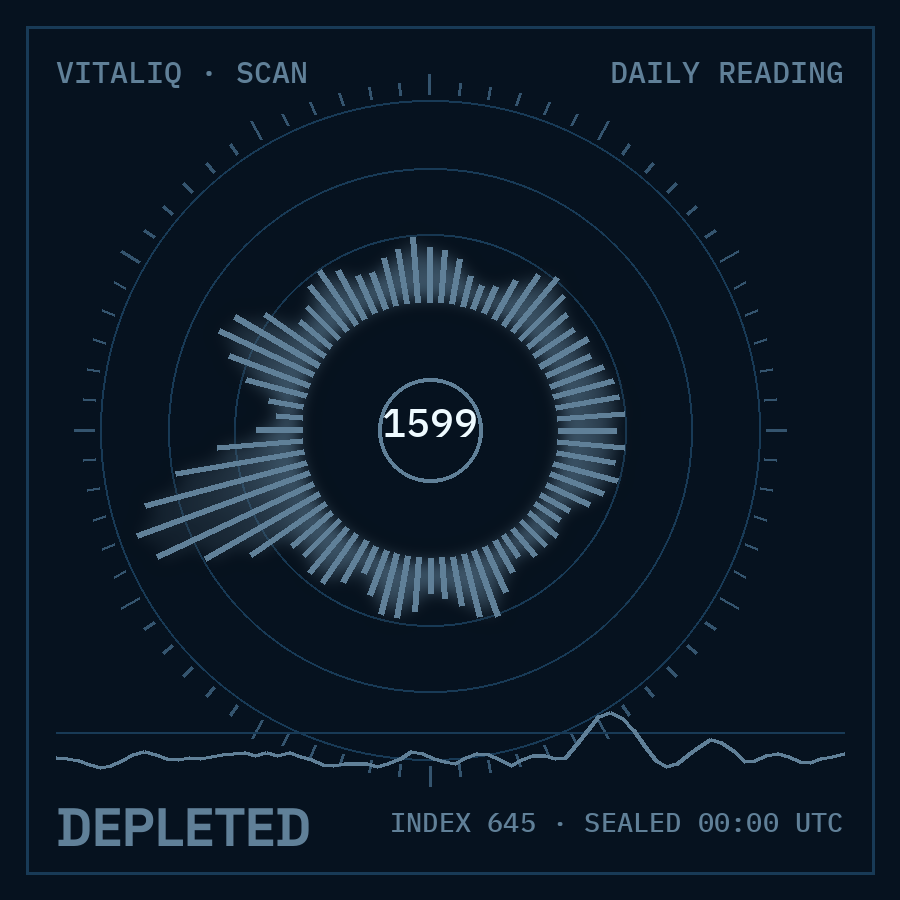 VITALIQ · SCAN
DAILY READING
1599
DEPLETED
INDEX 645 · SEALED 00:00 UTC